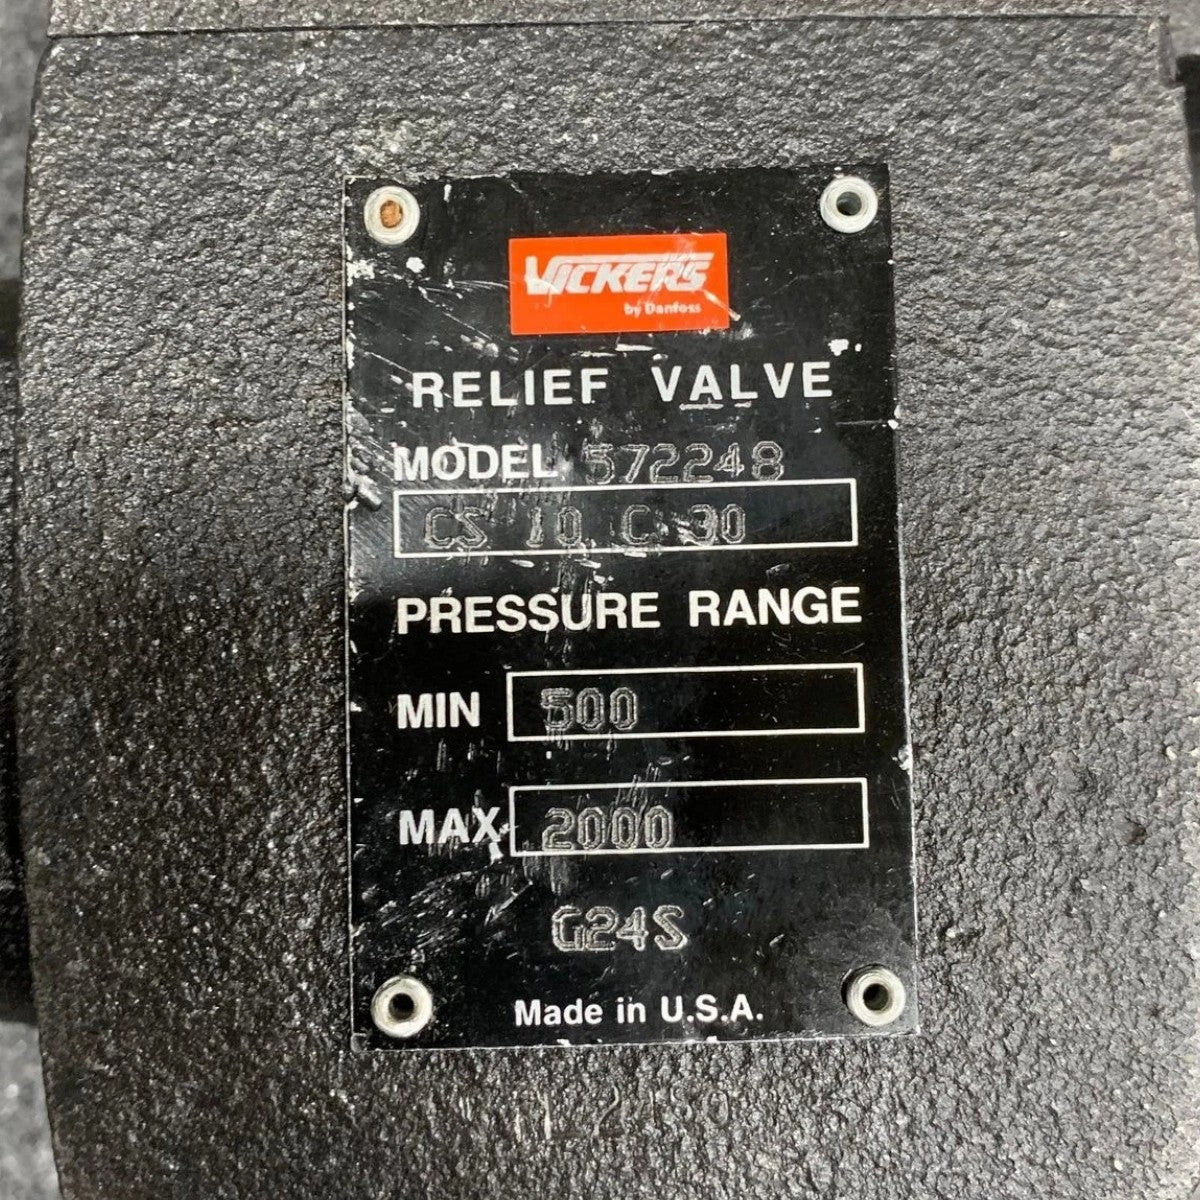 VICKERS
by Danfoss
RELIEF VALVE
MODEL 572248
CS 10 C 30
PRESSURE RANGE
MIN 500
MAX 2000
G24S
Made in U.S.A.